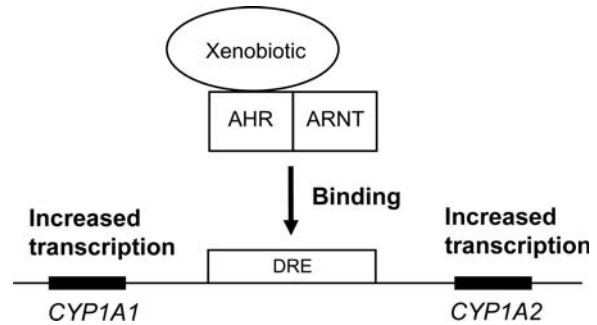 Xenobiotic
AHR ARNT
Binding
Increased
transcription
Increased
transcription
DRE
CYP1A1
CYP1A2